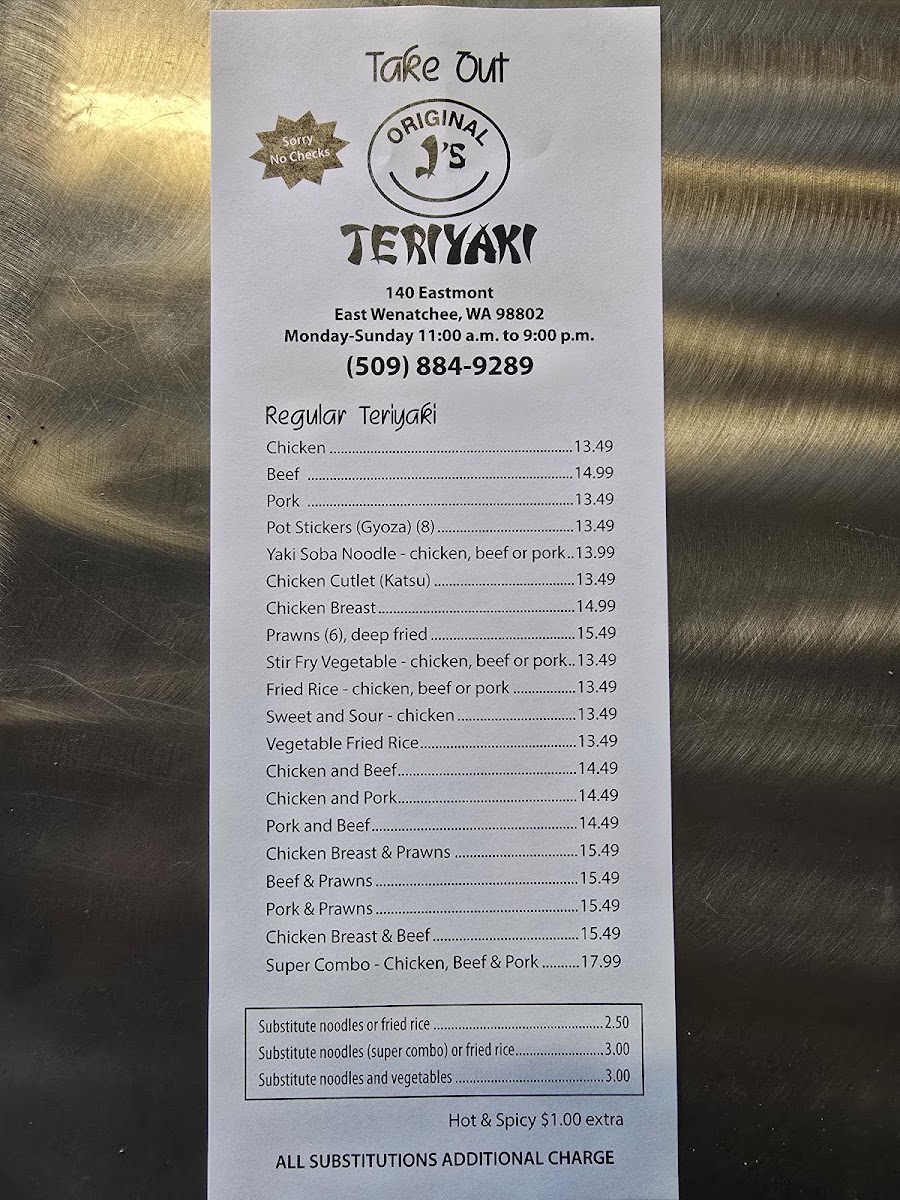 Take Out
Sorry
No Checks
ORIGINAL
J'S
TERIYAKI
140 Eastmont
East Wenatchee, WA 98802
Monday-Sunday 11:00 a.m. to 9:00 p.m.
(509) 884-9289
Regular Teriyaki
Chicken 13.49
Beef 14.99
Pork 13.49
Pot Stickers (Gyoza) (8) 13.49
Yaki Soba Noodle - chicken, beef or pork 13.99
Chicken Cutlet (Katsu) 13.49
Chicken Breast 14.99
Prawns (6), deep fried 15.49
Stir Fry Vegetable - chicken, beef or pork 13.49
Fried Rice - chicken, beef or pork 13.49
Sweet and Sour - chicken 13.49
Vegetable Fried Rice 13.49
Chicken and Beef 14.49
Chicken and Pork 14.49
Pork and Beef 14.49
Chicken Breast & Prawns 15.49
Beef & Prawns 15.49
Pork & Prawns 15.49
Chicken Breast & Beef 15.49
Super Combo - Chicken, Beef & Pork 17.99
Substitute noodles or fried rice 2.50
Substitute noodles (super combo) or fried rice 3.00
Substitute noodles and vegetables 3.00
Hot & Spicy $1.00 extra
ALL SUBSTITUTIONS ADDITIONAL CHARGE